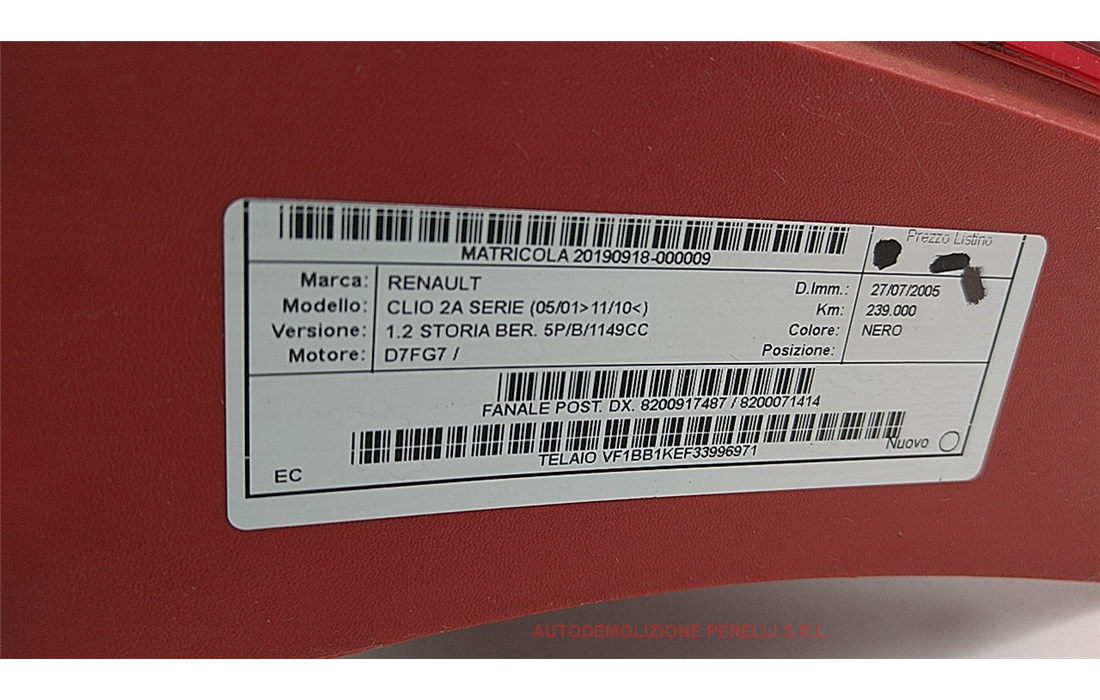 Prezzo Listino
MATRICOLA 20190918-000009
Marca: RENAULT
Modello: CLIO 2A SERIE (05/01>11/10<)
Versione: 1.2 STORIA BER. 5P/B/1149CC
Motore: D7FG7 /
D.Imm.: 27/07/2005
Km: 239.000
Colore: NERO
Posizione:
FANALE POST. DX. 8200917487 / 8200071414
TELAIO VF1BB1KEF33996971
Nuovo
EC
AUTODEMOLIZIONE PERELLI S.R.L.